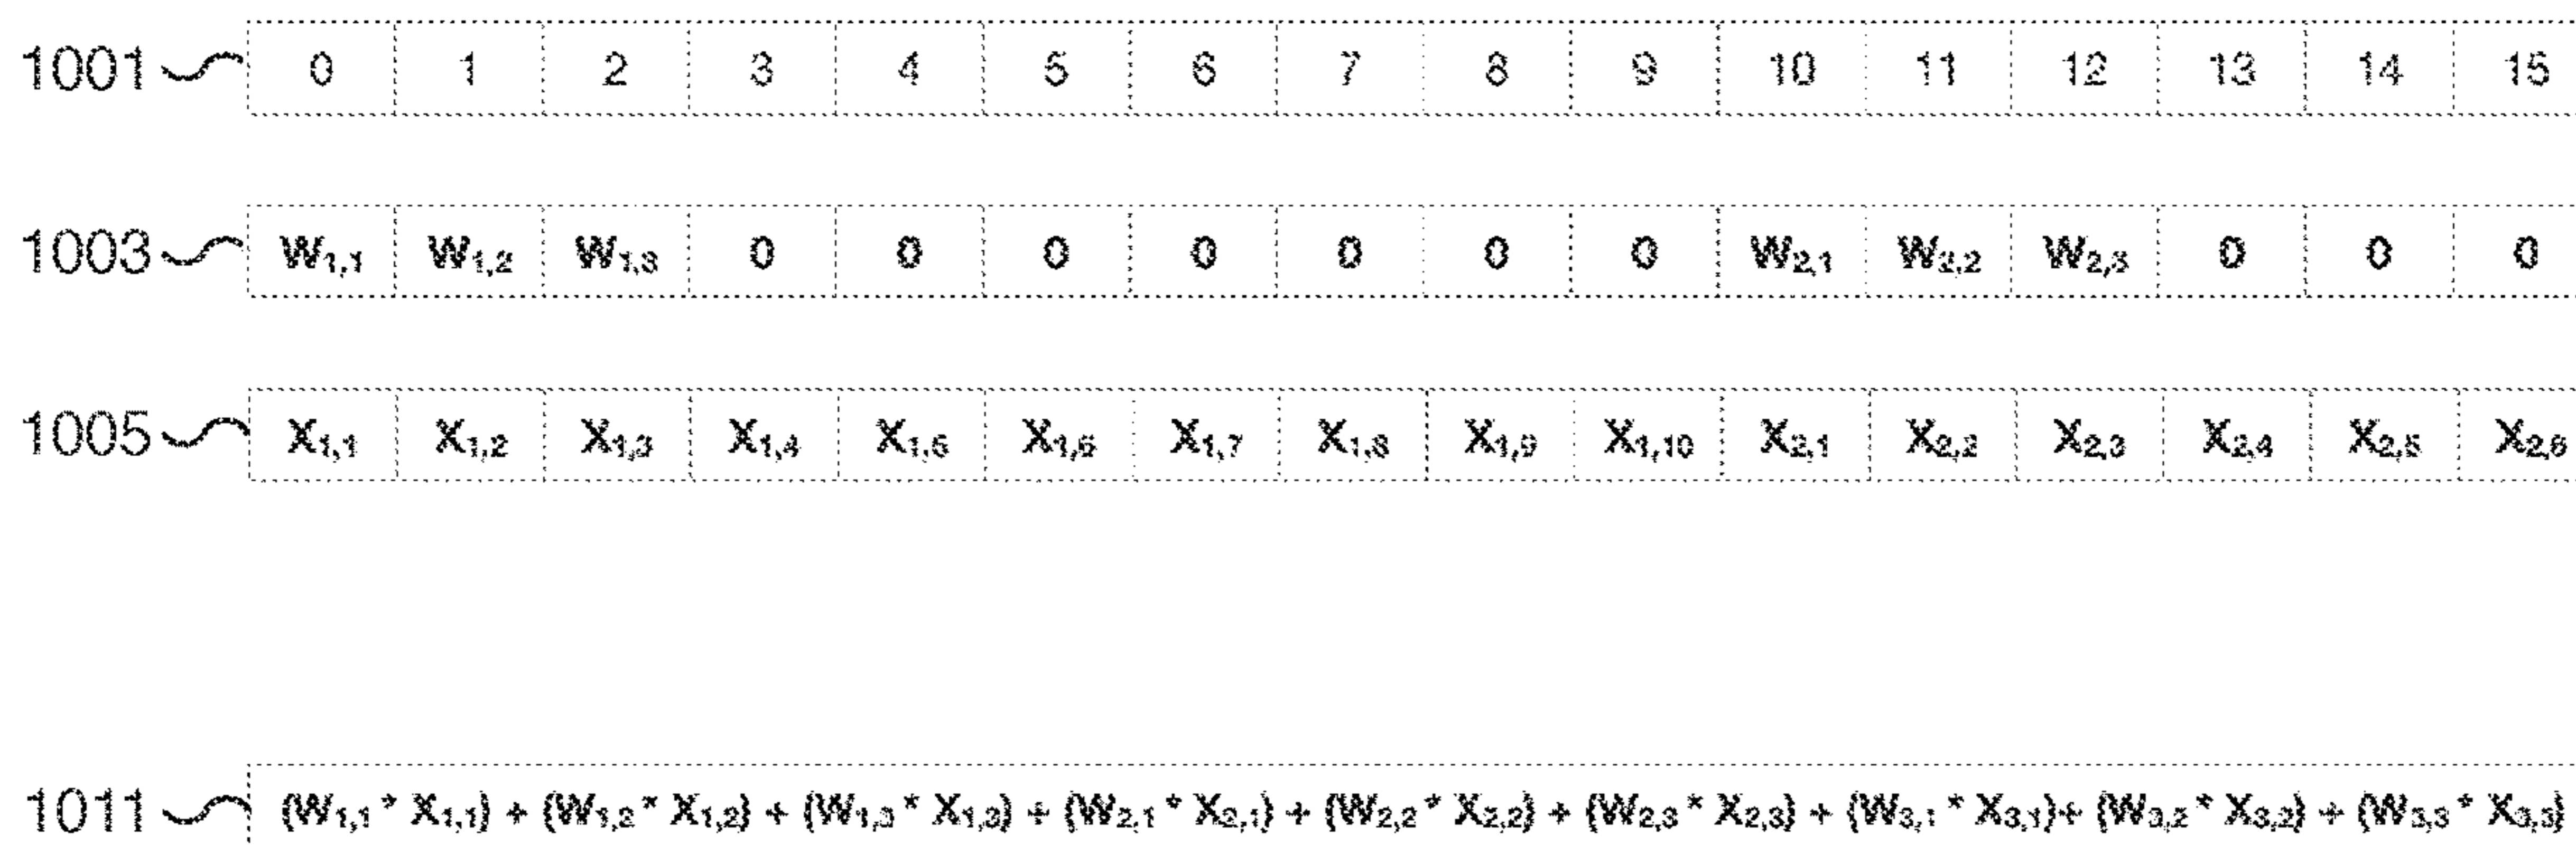 1001 0 1 2 3 4 5 6 7 8 9 10 11 12 13 14 15
1003 W1,1 W1,2 W1,3 0 0 0 0 0 0 0 W2,1 W2,2 W2,3 0 0 0
1005 X1,1 X1,2 X1,3 X1,4 X1,5 X1,6 X1,7 X1,8 X1,9 X1,10 X2,1 X2,2 X2,3 X2,4 X2,5 X2,6
1011 (W1,1 * X1,1) + (W1,2 * X1,2) + (W1,3 * X1,3) + (W2,1 * X2,1) + (W2,2 * X2,2) + (W2,3 * X2,3) + (W3,1 * X3,1)+ (W3,2 * X3,2) + (W3,3 * X3,3)